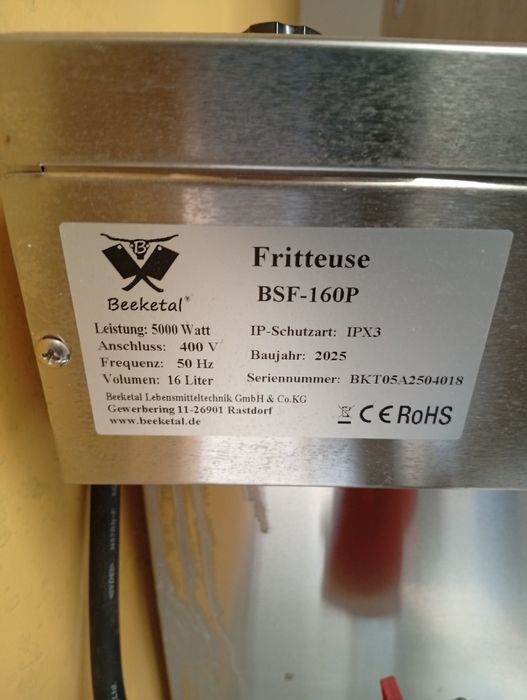 B
Beeketal®
Fritteuse
BSF-160P
Leistung: 5000 Watt
Anschluss: 400 V
Frequenz: 50 Hz
Volumen: 16 Liter
IP-Schutzart: IPX3
Baujahr: 2025
Seriennummer: BKT05A2504018
Beeketal Lebensmitteltechnik GmbH & Co.KG
Gewerbering 11-26901 Rastdorf
www.beeketal.de
CE RoHS